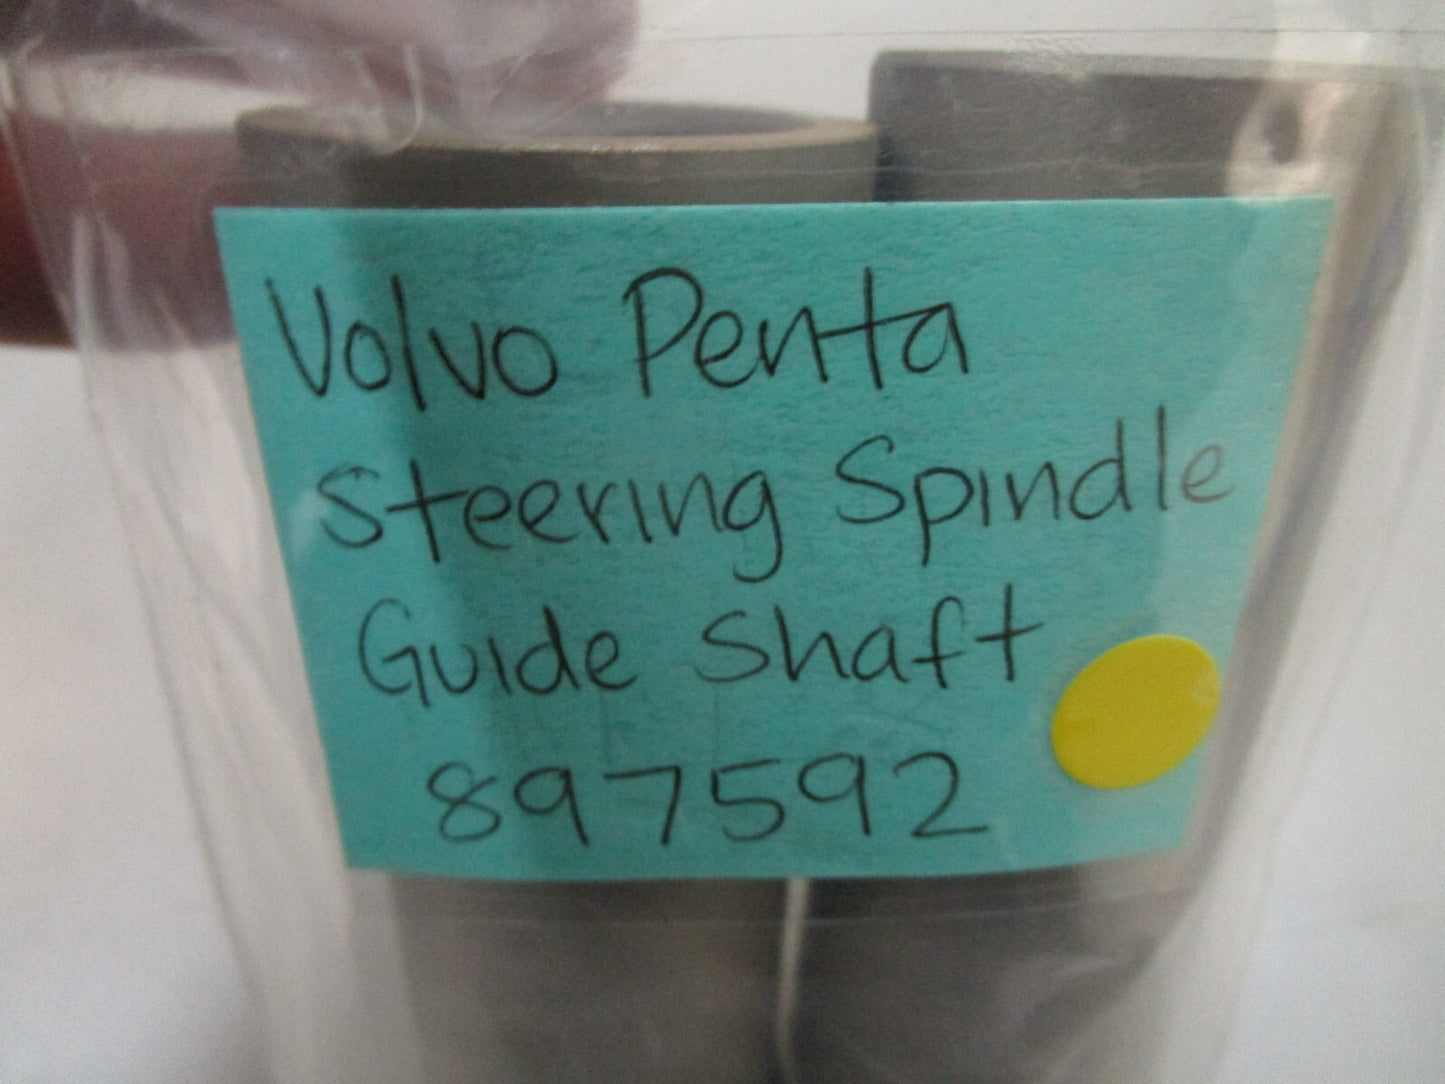 Volvo Penta
Steering Spindle
Guide Shaft
897592